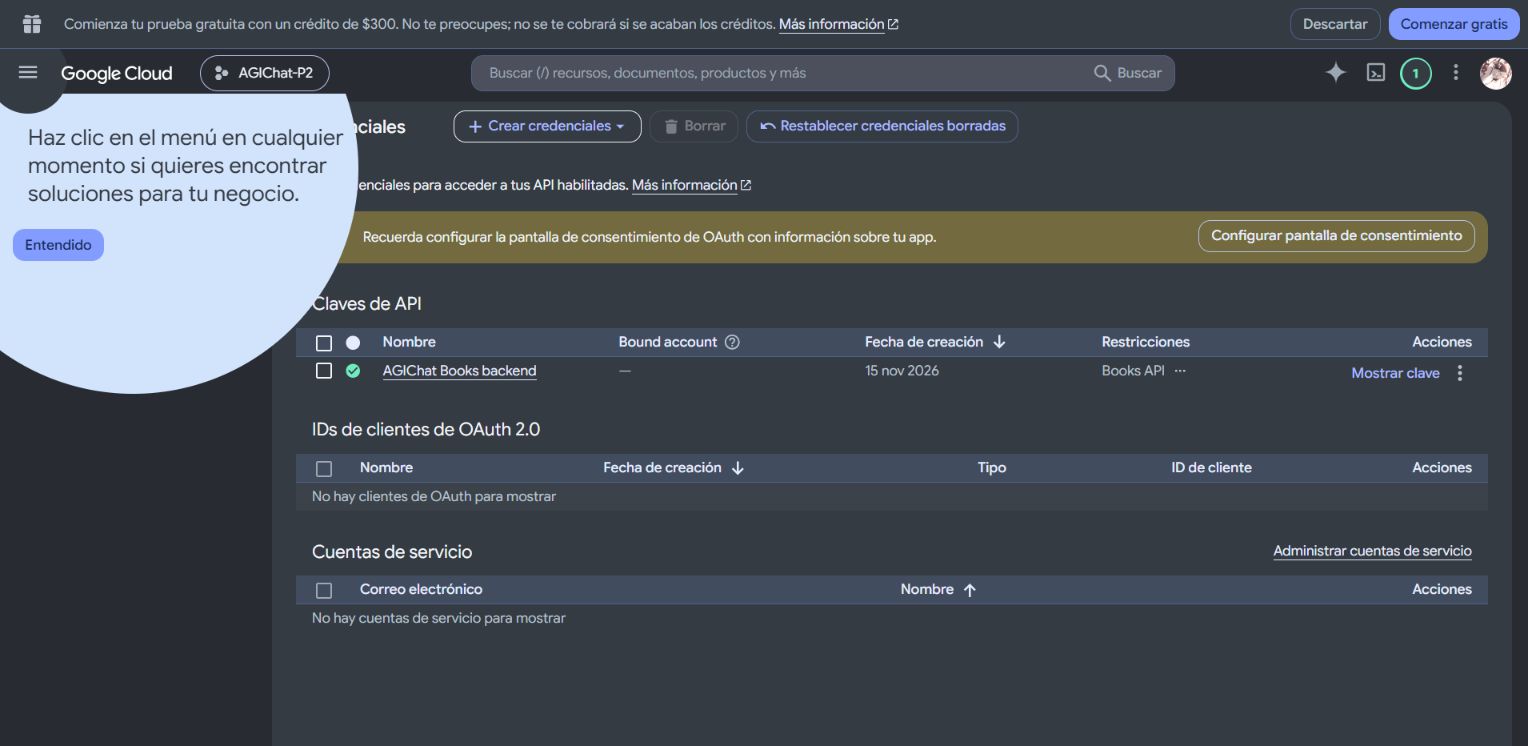 Comienza tu prueba gratuita con un crédito de $300. No te preocupes; no se te cobrará si se acaban los créditos. Más información
Descartar
Comenzar gratis
Google Cloud
AGIChat-P2
Buscar (/) recursos, documentos, productos y más
Buscar
1
Haz clic en el menú en cualquier
momento si quieres encontrar
soluciones para tu negocio.
Entendido
nciales
Crear credenciales
Borrar
Restablecer credenciales borradas
enciales para acceder a tus API habilitadas. Más información
Recuerda configurar la pantalla de consentimiento de OAuth con información sobre tu app.
Configurar pantalla de consentimiento
Claves de API
Nombre Bound account Fecha de creación Restricciones Acciones
AGIChat Books backend — 15 nov 2026 Books API ... Mostrar clave
IDs de clientes de OAuth 2.0
Nombre Fecha de creación Tipo ID de cliente Acciones
No hay clientes de OAuth para mostrar
Cuentas de servicio
Administrar cuentas de servicio
Correo electrónico Nombre Acciones
No hay cuentas de servicio para mostrar